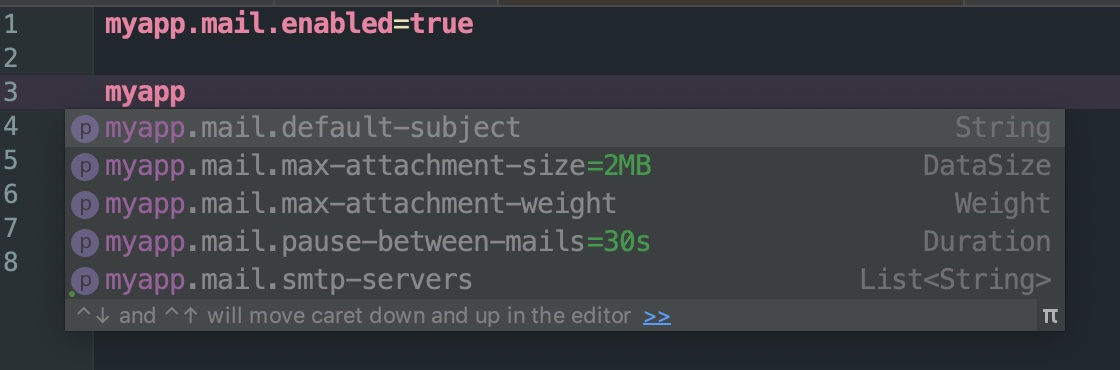 1 myapp.mail.enabled=true
2
3 myapp
4 p myapp.mail.default-subject String
5 p myapp.mail.max-attachment-size=2MB DataSize
6 p myapp.mail.max-attachment-weight Weight
7 p myapp.mail.pause-between-mails=30s Duration
8 p myapp.mail.smtp-servers List<String>
^↓ and ^↑ will move caret down and up in the editor >> π